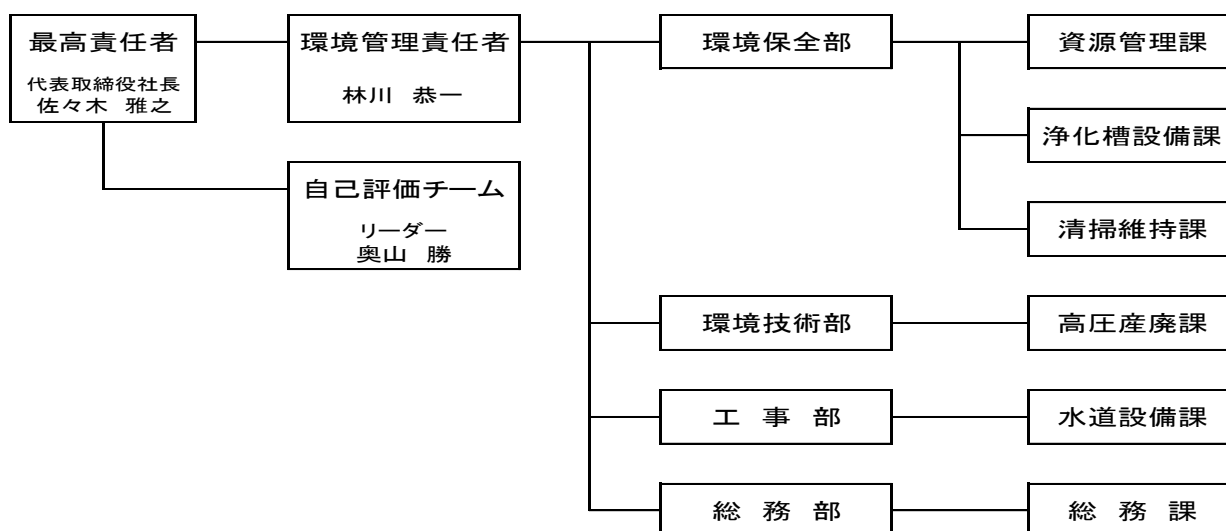 最高責任者
代表取締役社長
佐々木 雅之
環境管理責任者
林川 恭一
自己評価チーム
リーダー
奥山 勝
環境保全部
資源管理課
浄化槽設備課
清掃維持課
環境技術部
高圧産廃課
工事部
水道設備課
総務部
総務課